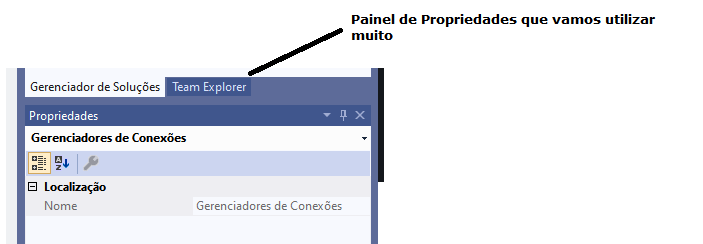 Painel de Propriedades que vamos utilizar
muito
Gerenciador de Soluções Team Explorer
Propriedades
Gerenciadores de Conexões
Localização
Nome Gerenciadores de Conexões